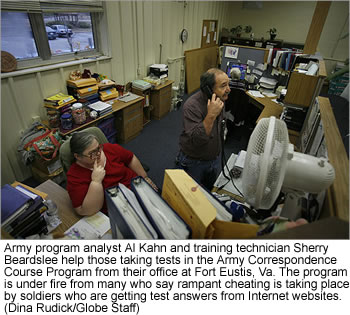 Army program analyst Al Kahn and training technician Sherry
Beardslee help those taking tests in the Army Correspondence
Course Program from their office at Fort Eustis, Va. The program
is under fire from many who say rampant cheating is taking place
by soldiers who are getting test answers from Internet websites.
(Dina Rudick/Globe Staff)